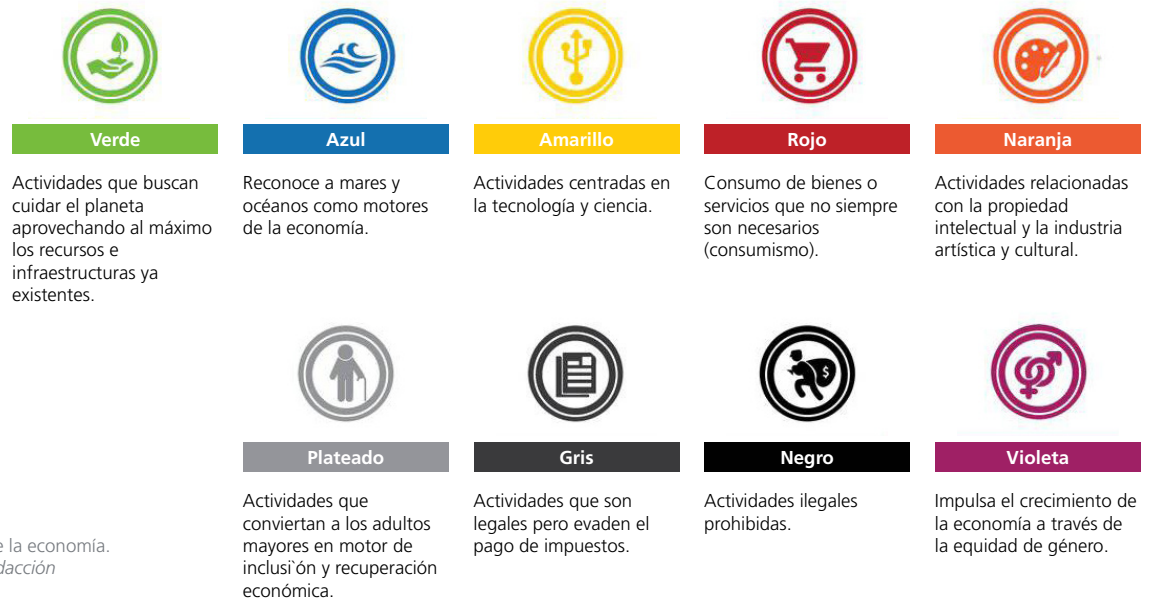 Verde
Actividades que buscan
cuidar el planeta
aprovechando al máximo
los recursos e
infraestructuras ya
existentes.
Azul
Reconoce a mares y
océanos como motores
de la economía.
Amarillo
Actividades centradas en
la tecnología y ciencia.
Rojo
Consumo de bienes o
servicios que no siempre
son necesarios
(consumismo).
Naranja
Actividades relacionadas
con la propiedad
intelectual y la industria
artística y cultural.
Plateado
Actividades que
conviertan a los adultos
mayores en motor de
inclusi`ón y recuperación
económica.
Gris
Actividades que son
legales pero evaden el
pago de impuestos.
$
Negro
Actividades ilegales
prohibidas.
Violeta
Impulsa el crecimiento de
la economía a través de
la equidad de género.
e la economía.
dacción